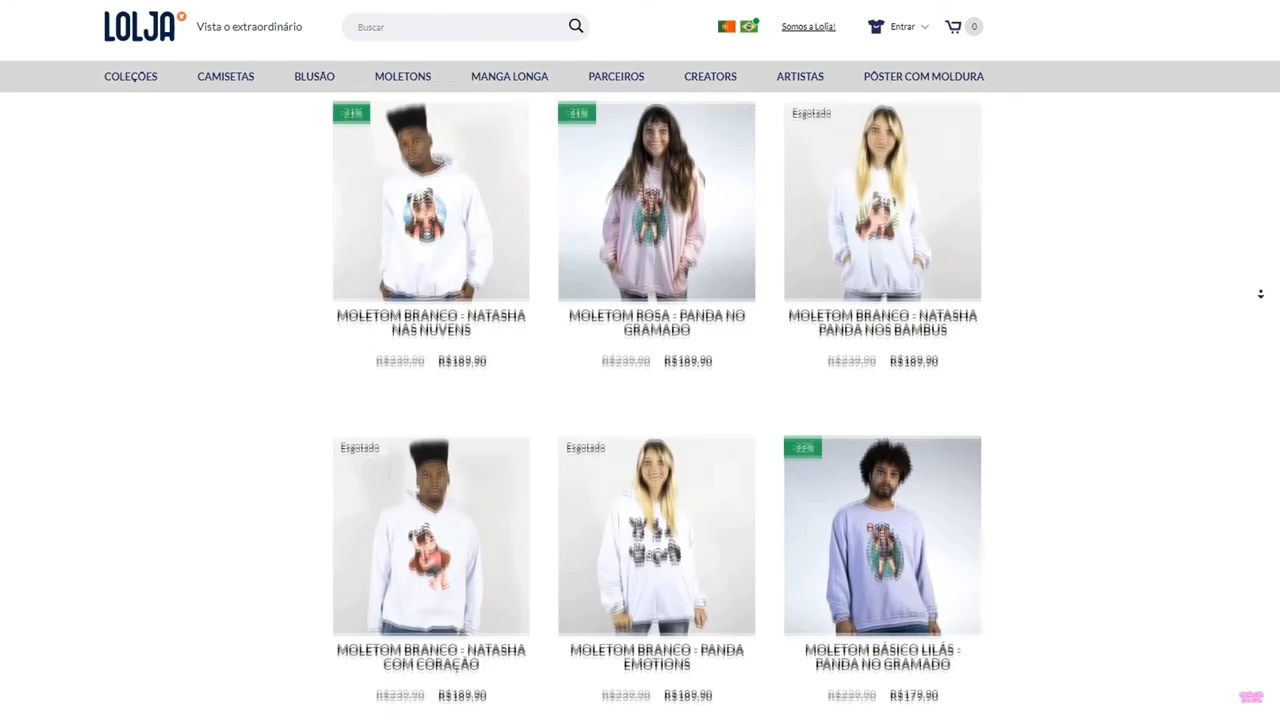 LOLJA
Vista o extraordinário
Buscar
Somos a Lolja!
Entrar
0
COLEÇÕES
CAMISETAS
BLUSÃO
MOLETONS
MANGA LONGA
PARCEIROS
CREATORS
ARTISTAS
PÔSTER COM MOLDURA
21%
21%
Esgotado
MOLETOM BRANCO - NATASHA
NAS NUVENS
R$239,90 R$189,90
MOLETOM ROSA - PANDA NO
GRAMADO
R$239,90 R$189,90
MOLETOM BRANCO - NATASHA
PANDA NOS BAMBUS
R$239,90 R$189,90
Esgotado
Esgotado
22%
MOLETOM BRANCO - NATASHA
COM CORAÇÃO
R$239,90 R$189,90
MOLETOM BRANCO - PANDA
EMOTIONS
R$239,90 R$189,90
MOLETOM BÁSICO LILÁS -
PANDA NO GRAMADO
R$229,90 R$179,90